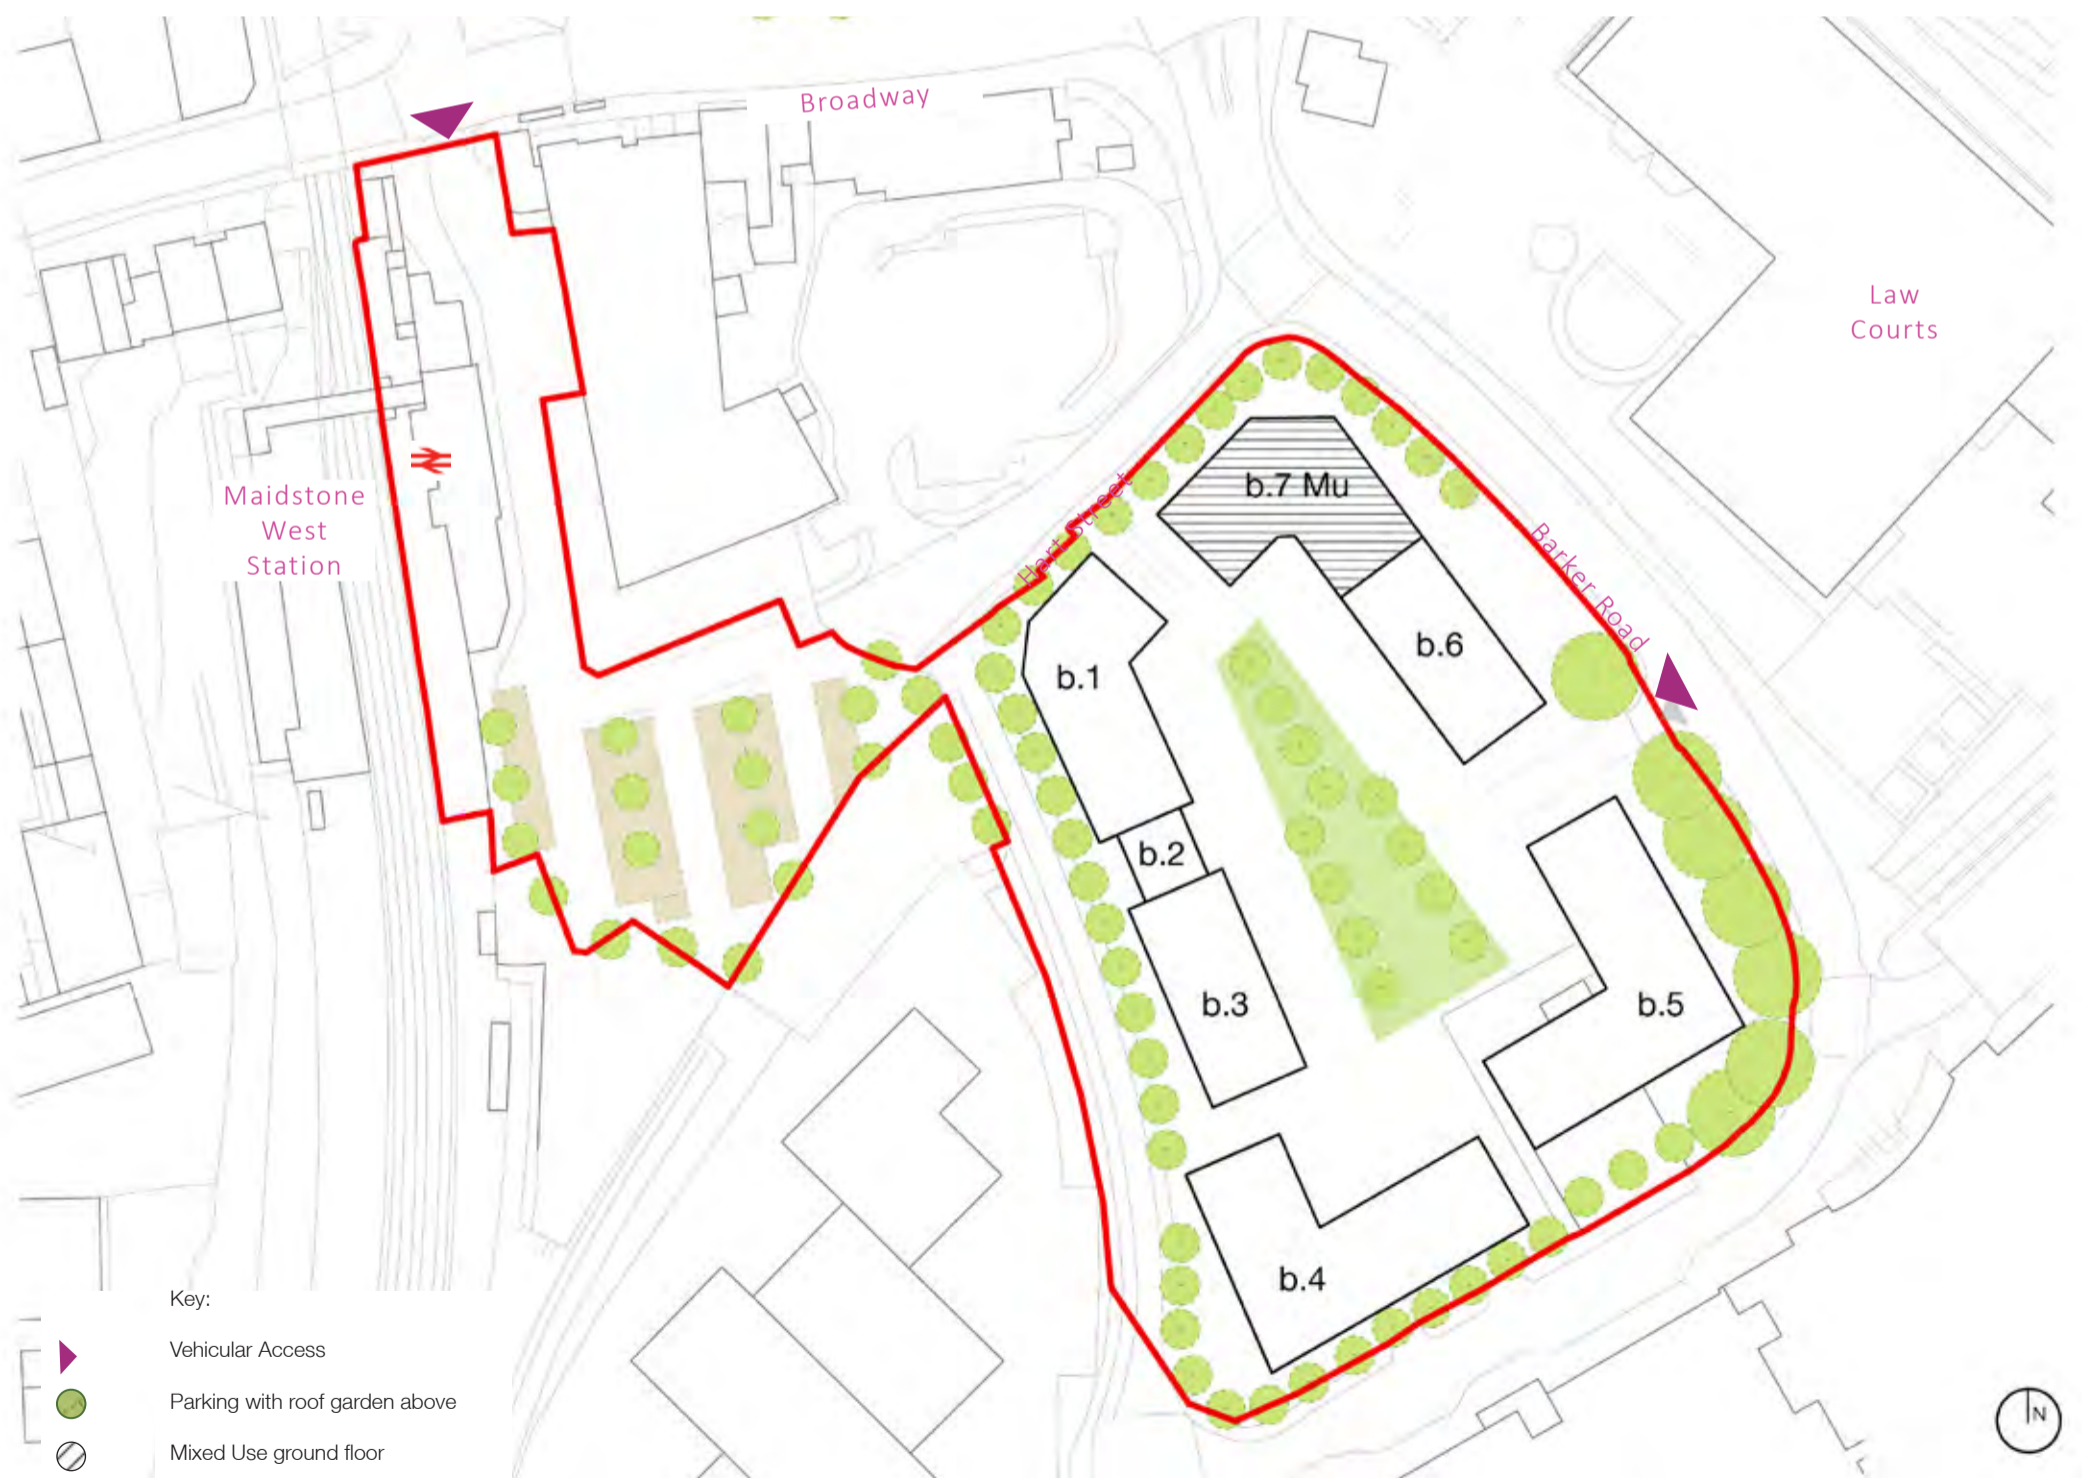 Broadway
Law
Courts
Maidstone
West
Station
Hart Street
Barker Road
b.7 Mu
b.6
b.1
b.2
b.3
b.5
b.4
Key:
Vehicular Access
Parking with roof garden above
Mixed Use ground floor
N